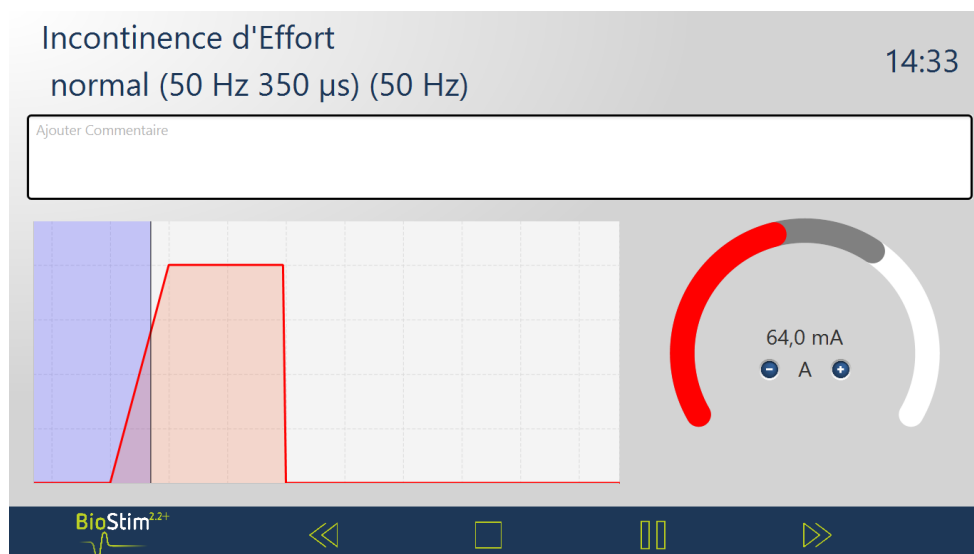 Incontinence d'Effort
normal (50 Hz 350 µs) (50 Hz)
14:33
Ajouter Commentaire
64,0 mA
A
BioStim2.2+